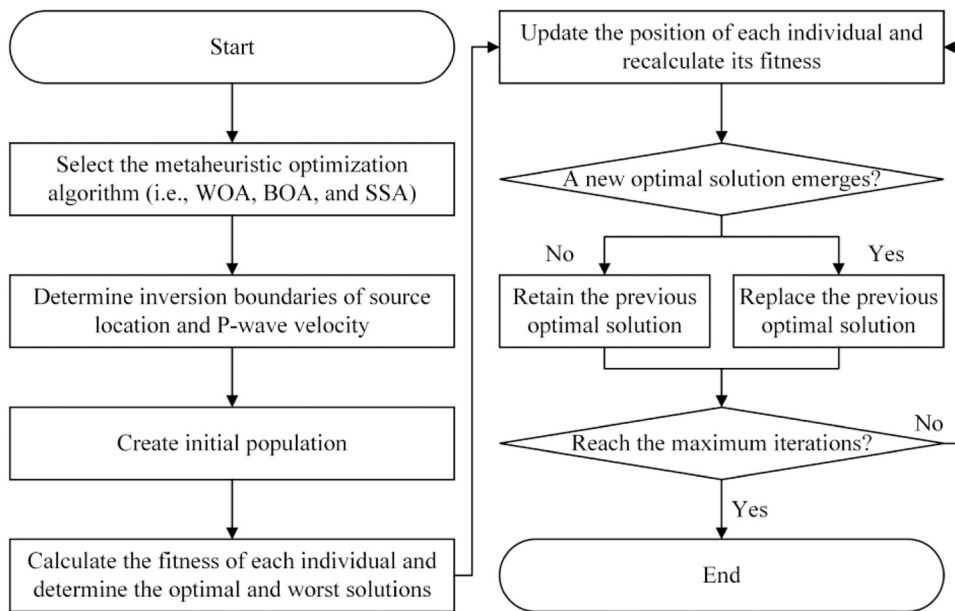 Start
Select the metaheuristic optimization
algorithm (i.e., WOA, BOA, and SSA)
Determine inversion boundaries of source
location and P-wave velocity
Create initial population
Calculate the fitness of each individual and
determine the optimal and worst solutions
Update the position of each individual and
recalculate its fitness
A new optimal solution emerges?
No
Yes
Retain the previous
optimal solution
Replace the previous
optimal solution
Reach the maximum iterations?
No
Yes
End